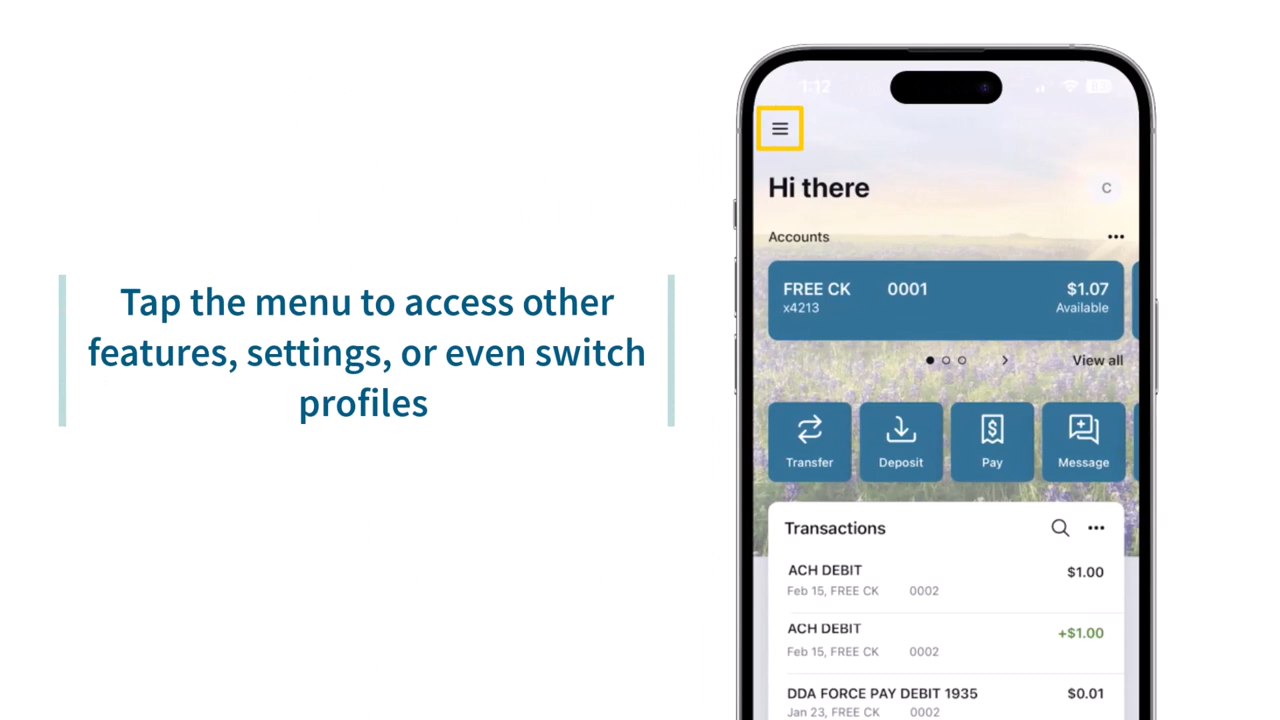 Tap the menu to access other
features, settings, or even switch
profiles
1:12
Hi there
C
Accounts
FREE CK 0001 $1.07
x4213 Available
View all
Transfer Deposit Pay Message
Transactions
ACH DEBIT $1.00
Feb 15, FREE CK 0002
ACH DEBIT +$1.00
Feb 15, FREE CK 0002
DDA FORCE PAY DEBIT 1935 $0.01
Jan 23, FREE CK 0002